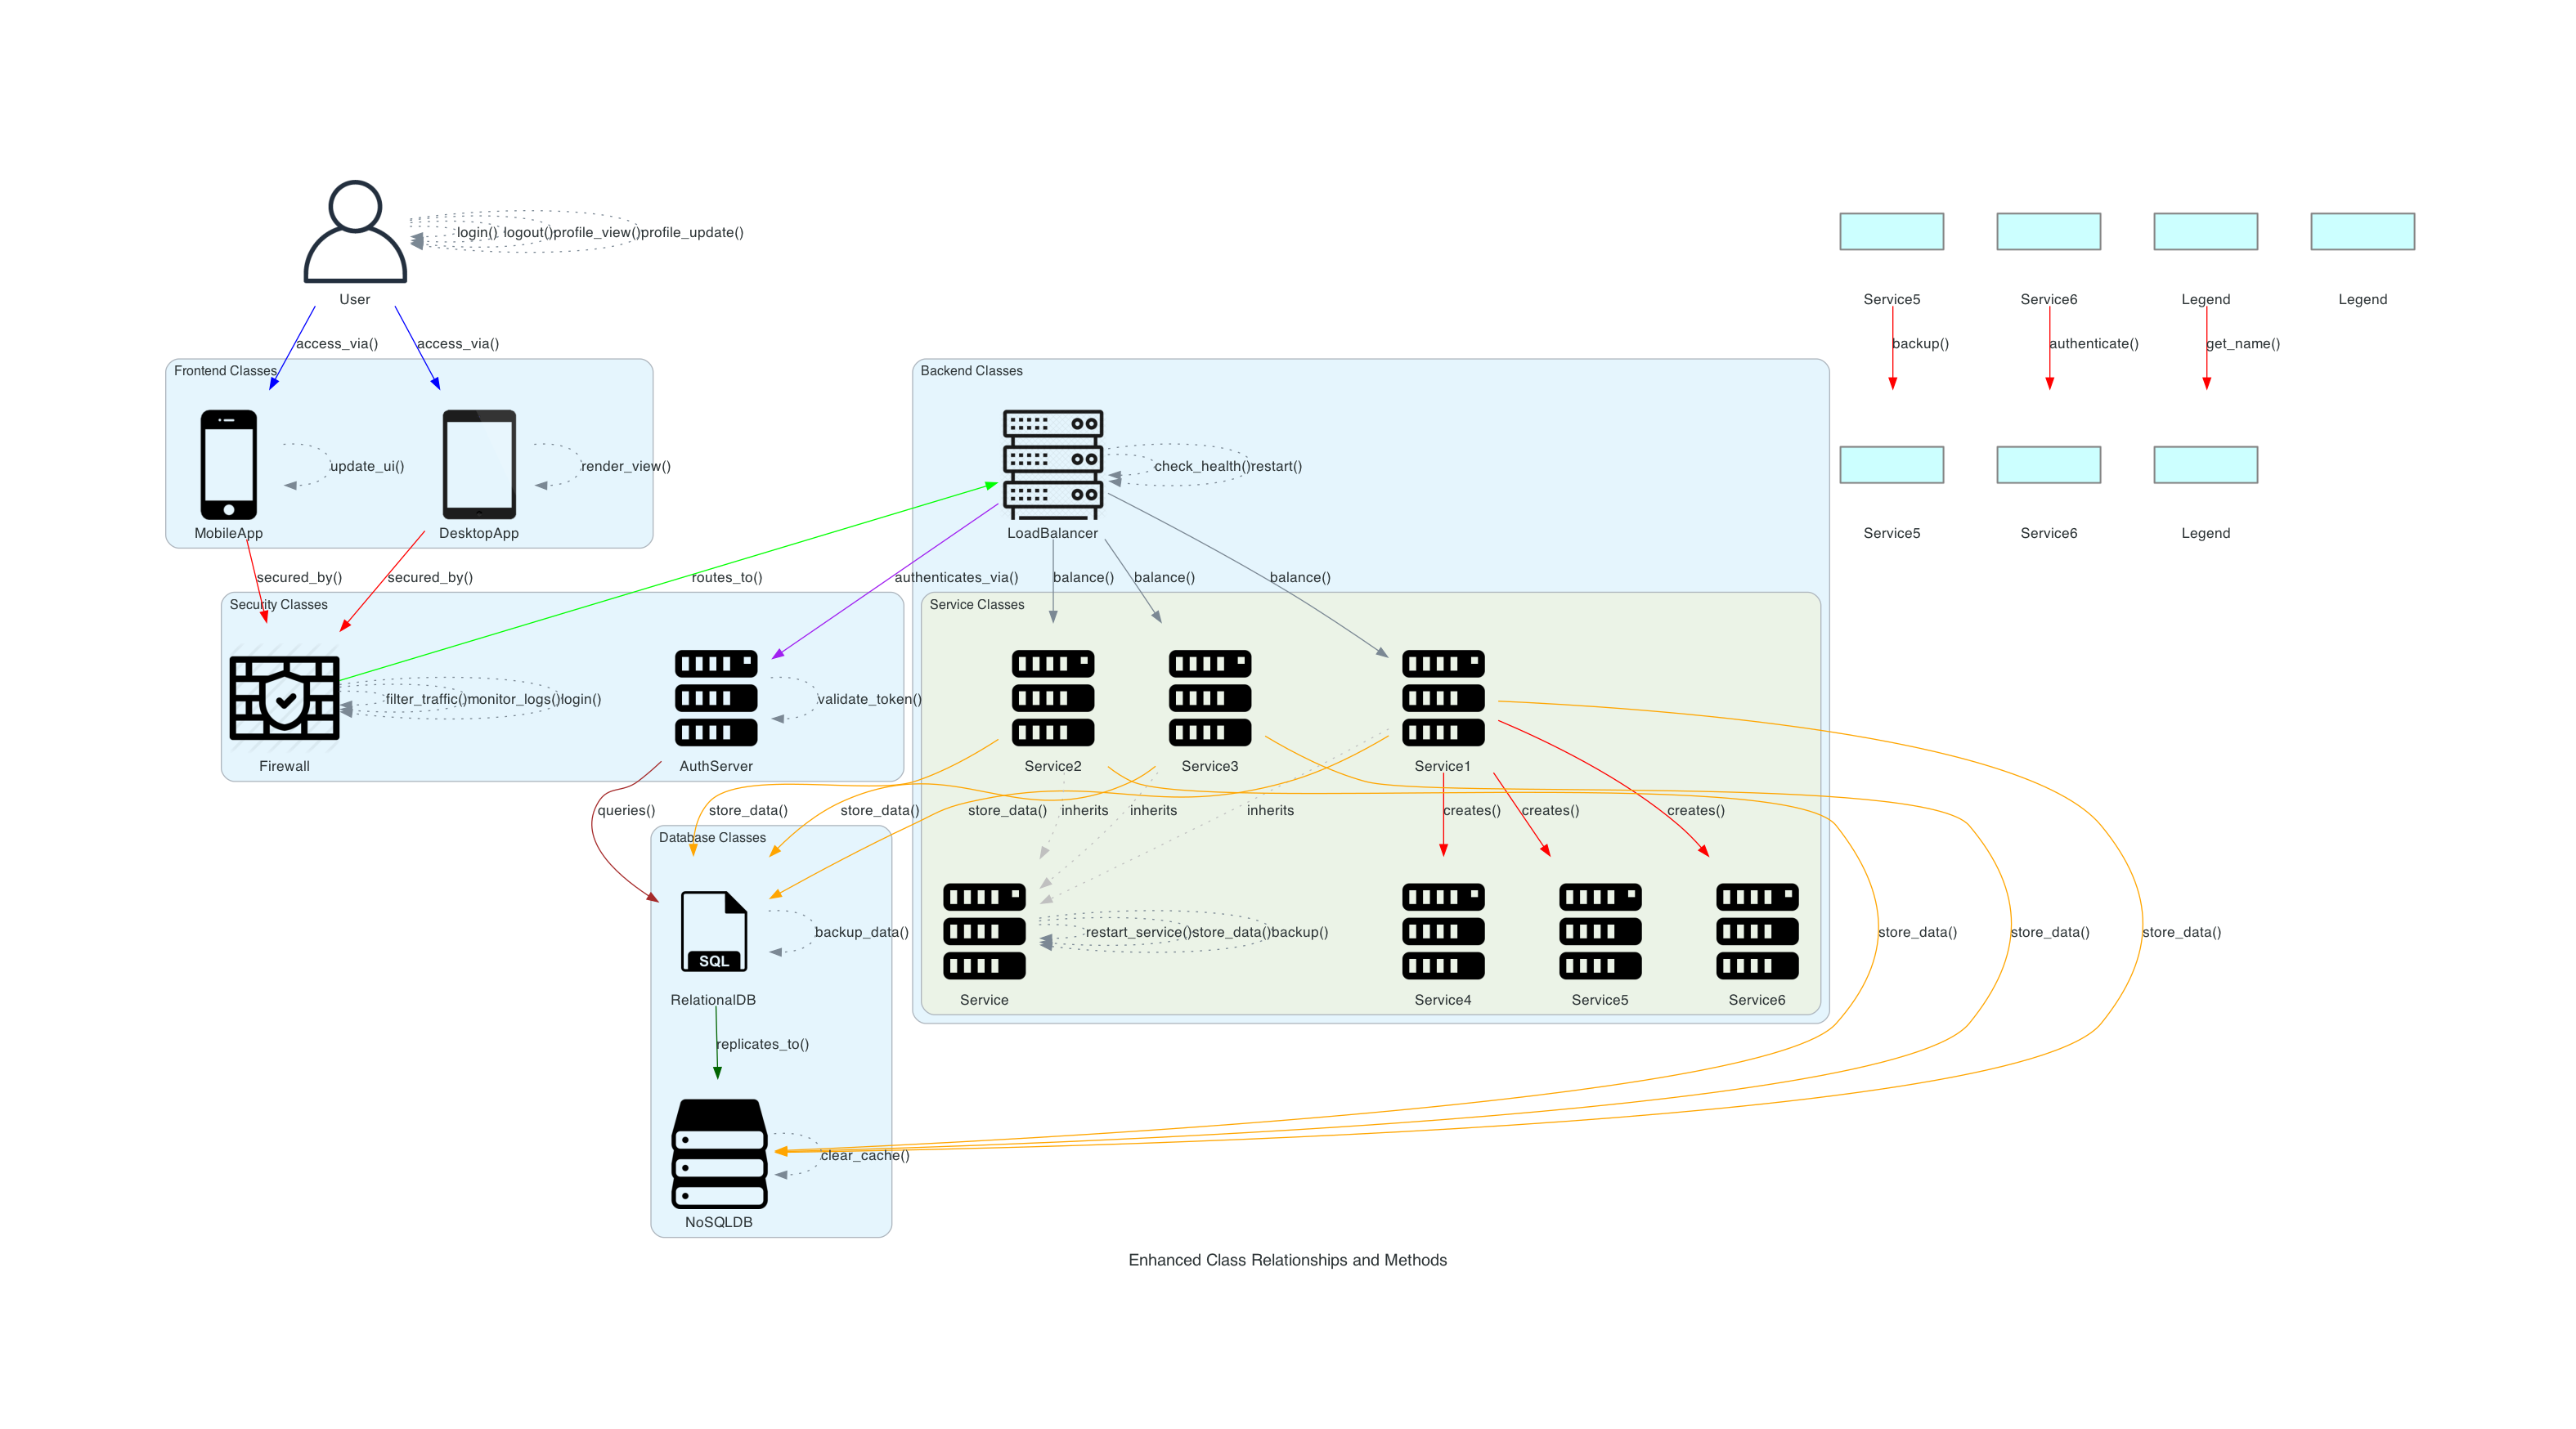 login() logout()profile_view()profile_update()
User
Service5 Service6 Legend Legend
access_via() access_via() backup() authenticate() get_name()
Frontend Classes
Backend Classes
update_ui() render_view() check_health()restart()
MobileApp DesktopApp LoadBalancer Service5 Service6 Legend
secured_by() secured_by() routes_to() authenticates_via() balance() balance() balance()
Security Classes
Service Classes
filter_traffic()monitor_logs()login() validate_token()
Firewall AuthServer Service2 Service3 Service1
queries() store_data() store_data() store_data() inherits inherits inherits creates() creates() creates()
Database Classes
backup_data() restart_service()store_data()backup() store_data() store_data() store_data()
SQL
RelationalDB Service Service4 Service5 Service6
replicates_to()
clear_cache()
NoSQLDB
Enhanced Class Relationships and Methods